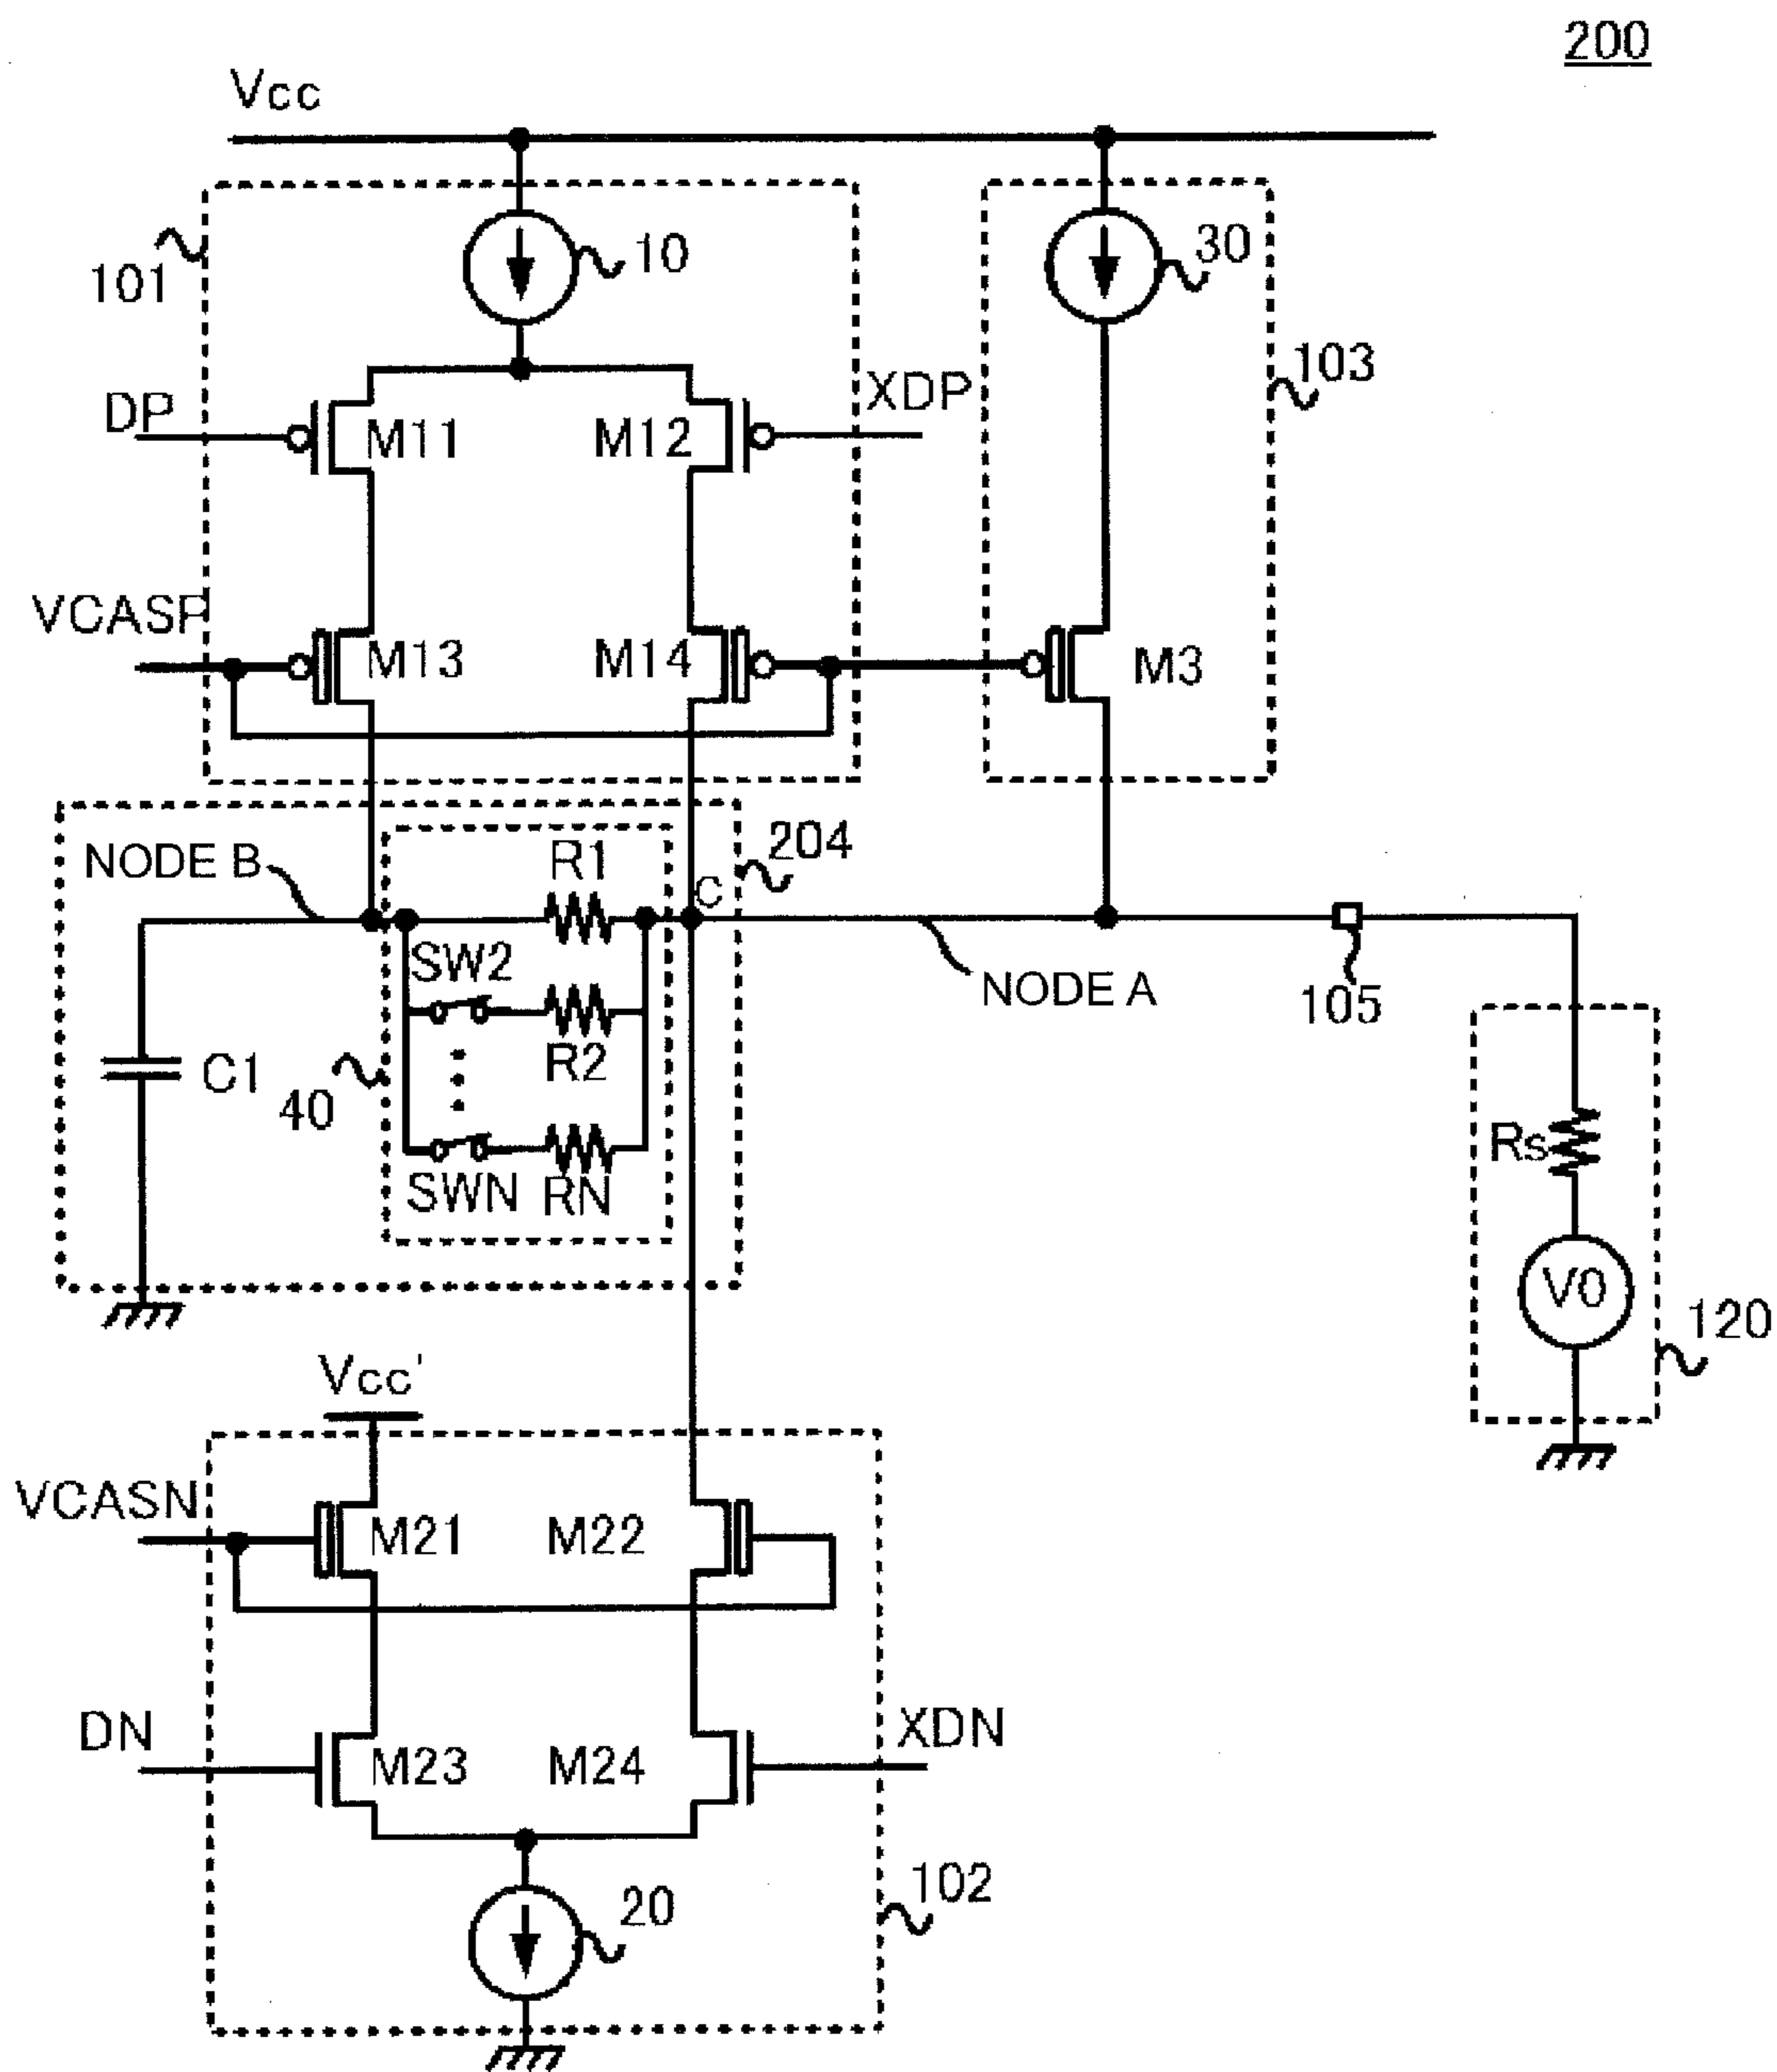 200
Vcc
101
10
30
103
DP
M11
M12
XDP
VCASP
M13
M14
M3
NODE B
R1
204
C
SW2
NODE A
105
C1
40
R2
SWN
RN
Rs
V0
120
Vcc'
VCASN
M21
M22
DN
M23
M24
XDN
20
102